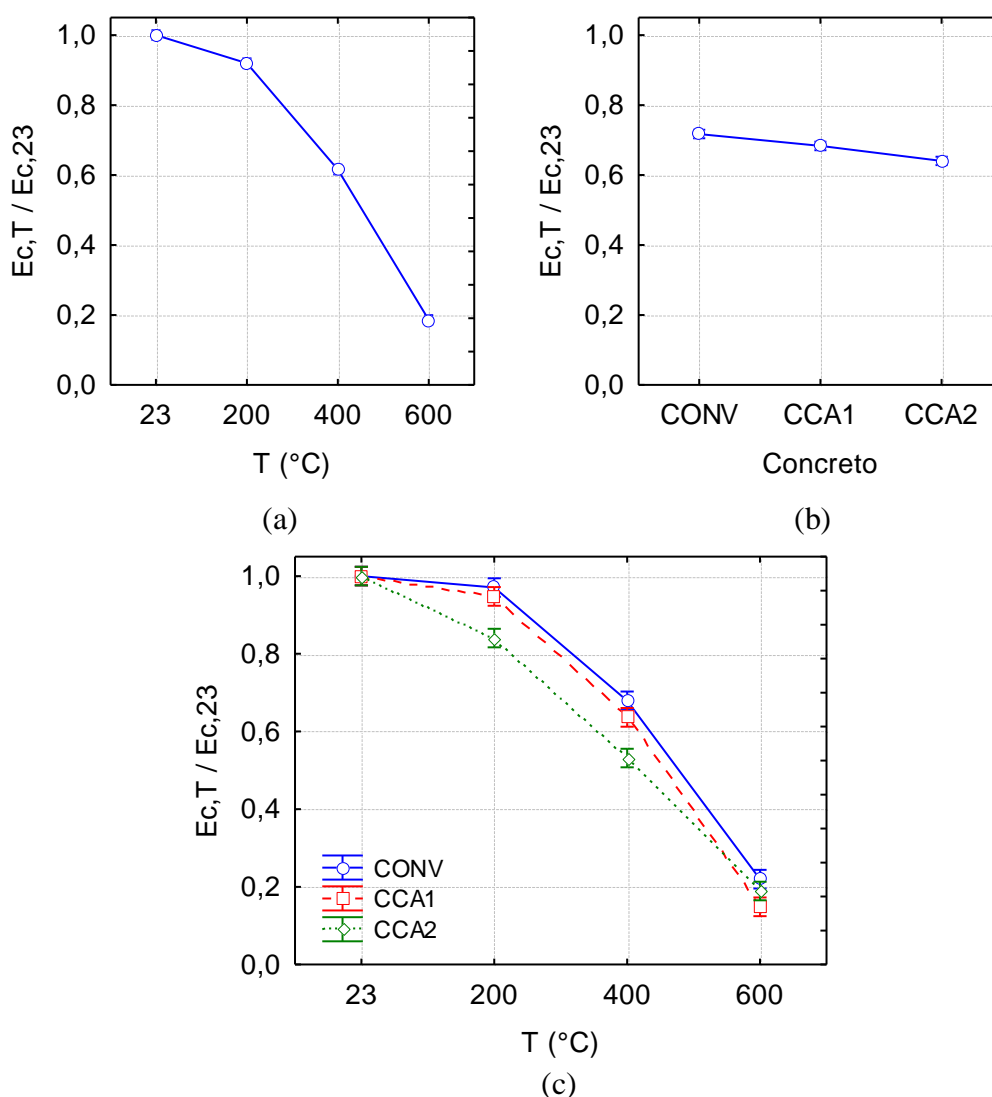 1,0
0,8
0,6
0,4
0,2
0,0
Ec,T / Ec,23
23 200 400 600
T (°C)
(a)
1,0
0,8
0,6
0,4
0,2
0,0
Ec,T / Ec,23
CONV CCA1 CCA2
Concreto
(b)
1,0
0,8
0,6
0,4
0,2
0,0
Ec,T / Ec,23
CONV
CCA1
CCA2
23 200 400 600
T (°C)
(c)